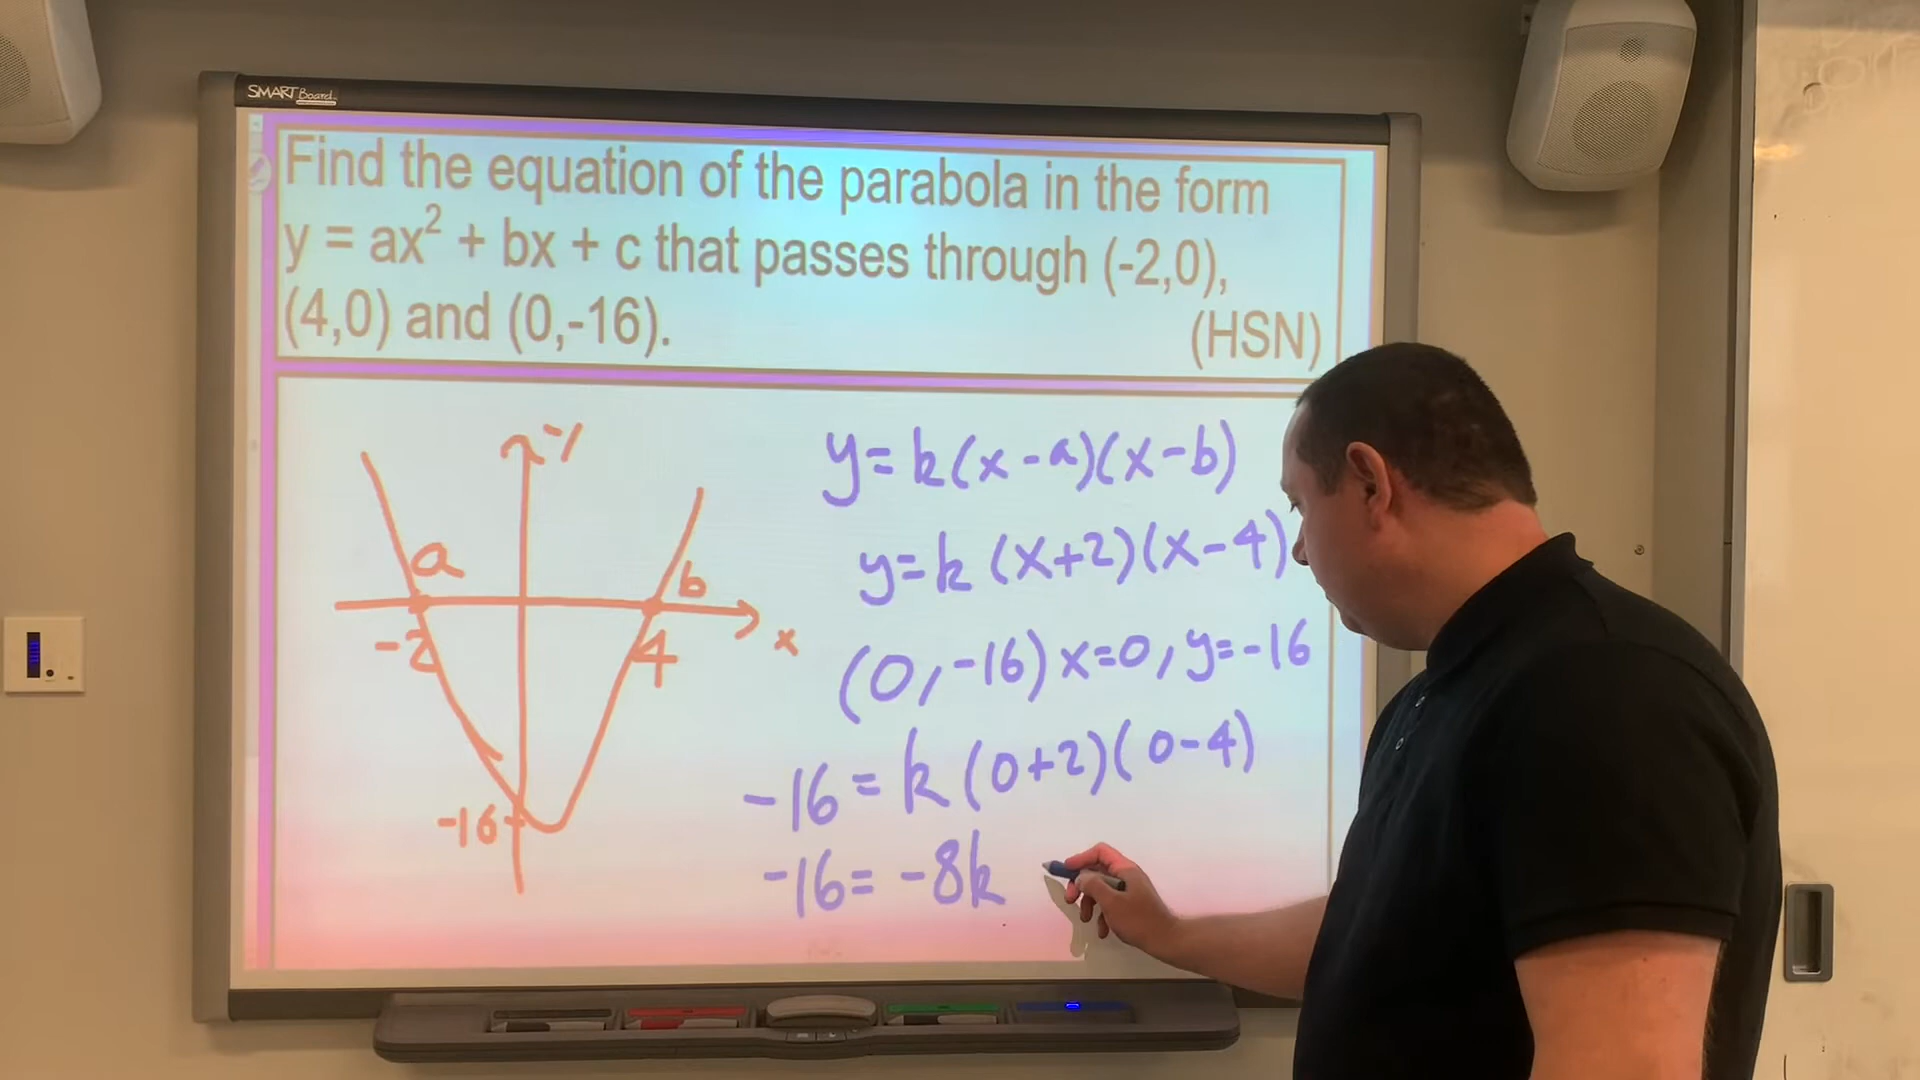 SMART Board
Find the equation of the parabola in the form
y = ax² + bx + c that passes through (-2,0),
(4,0) and (0,-16).
(HSN)
y
a
b
-2
4
x
-16
y=k(x-a)(x-b)
y=k(x+2)(x-4)
(0,-16) x=0, y=-16
-16=k(0+2)(0-4)
-16=-8k